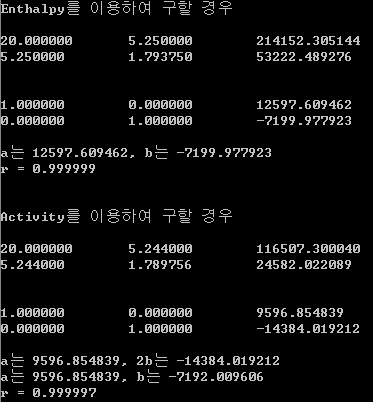 Enthalpy를 이용하여 구할 경우
20.000000 5.250000 214152.305144
5.250000 1.793750 53222.489276
1.000000 0.000000 12597.609462
0.000000 1.000000 -7199.977923
a는 12597.609462, b는 -7199.977923
r = 0.999999
Activity를 이용하여 구할 경우
20.000000 5.244000 116507.300040
5.244000 1.789756 24582.022089
1.000000 0.000000 9596.854839
0.000000 1.000000 -14384.019212
a는 9596.854839, 2b는 -14384.019212
a는 9596.854839, b는 -7192.009606
r = 0.999997